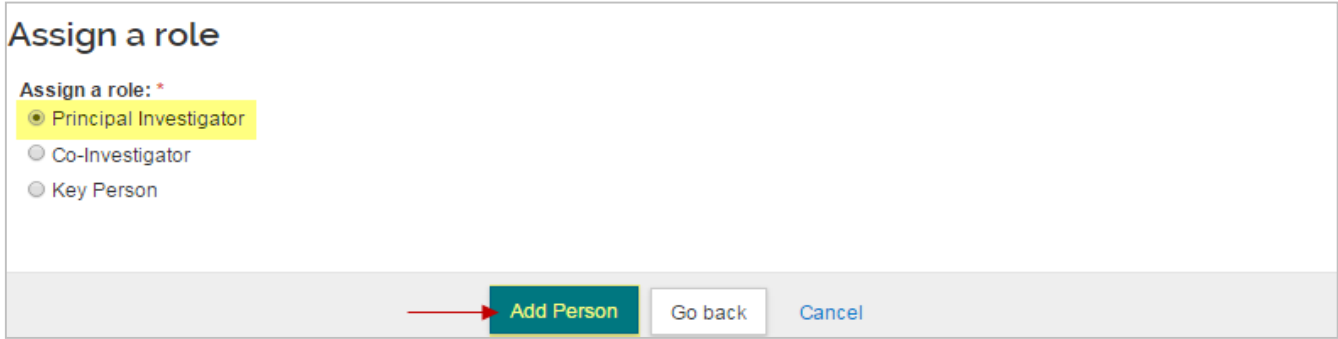 Assign a role
Assign a role: *
Principal Investigator
Co-Investigator
Key Person
Add Person Go back Cancel